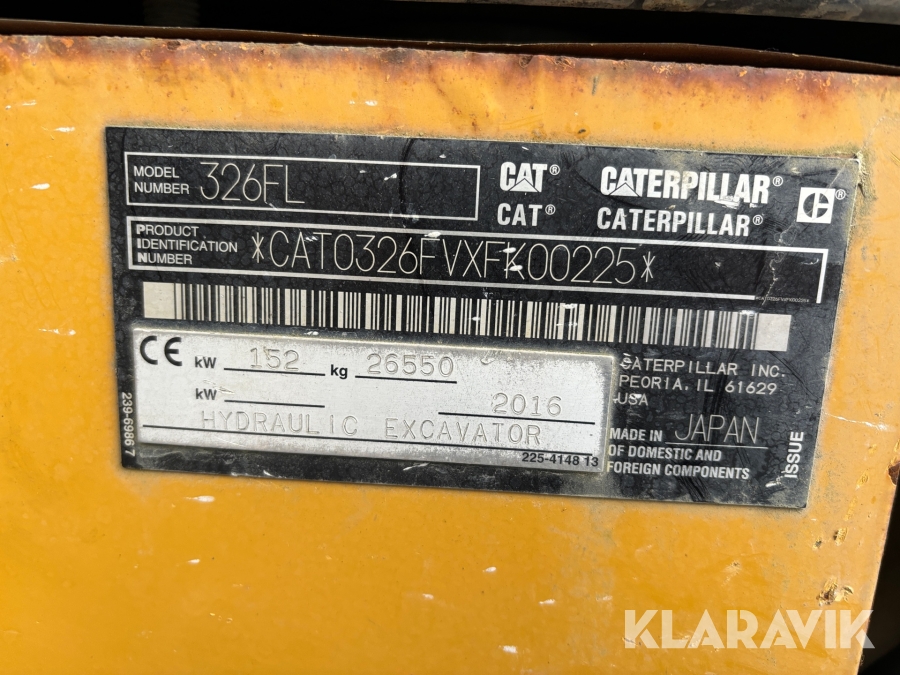 MODEL NUMBER 326FL
CAT® CATERPILLAR®
CAT® CATERPILLAR®
PRODUCT IDENTIFICATION NUMBER *CAT0326FVXFK00225*
CE kW 152 kg 26550
kW 2016
HYDRAULIC EXCAVATOR
225-4148 13
239-6986 7
CATERPILLAR INC.
PEORIA, IL 61629
USA
MADE IN JAPAN
OF DOMESTIC AND
FOREIGN COMPONENTS
ISSUE
KLARAVIK